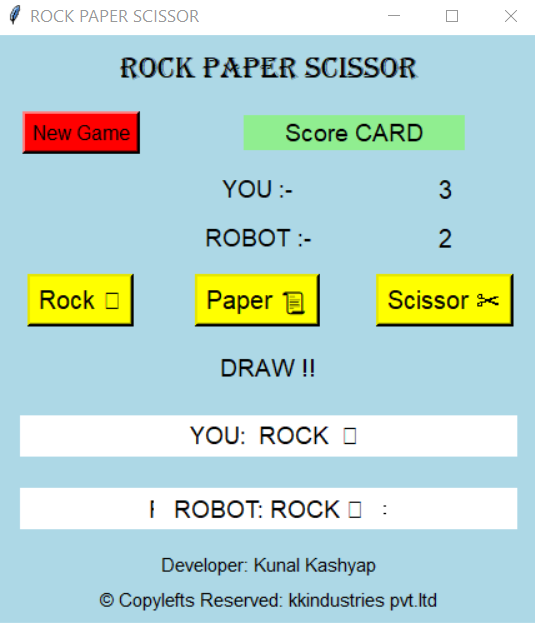 ROCK PAPER SCISSOR
ROCK PAPER SCISSOR
New Game
Score CARD
YOU :- 3
ROBOT :- 2
Rock □
Paper 📜
Scissor ✂
DRAW !!
YOU: ROCK □
ROBOT: ROCK □ :
Developer: Kunal Kashyap
© Copylefts Reserved: kkindustries pvt.ltd